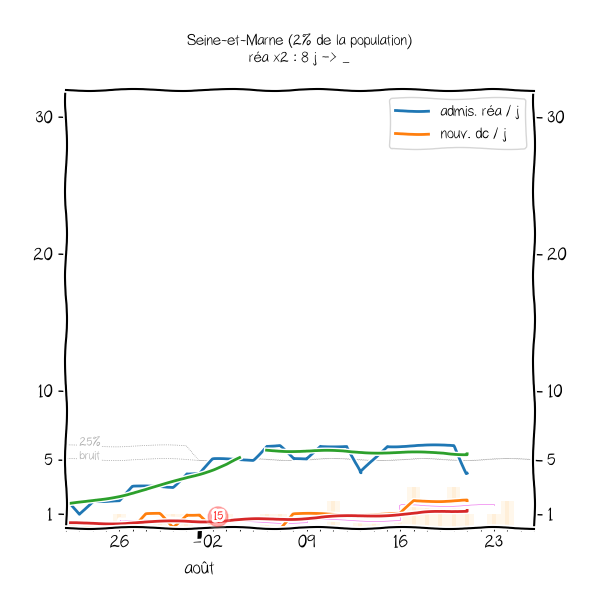 Seine-et-Marne (2% de la population)
réa x2 : 8 j -> _
admis. réa / j
nouv. dc / j
30
30
20
20
10
10
25%
bruit
5
5
15
1
1
26
02
09
16
23
août